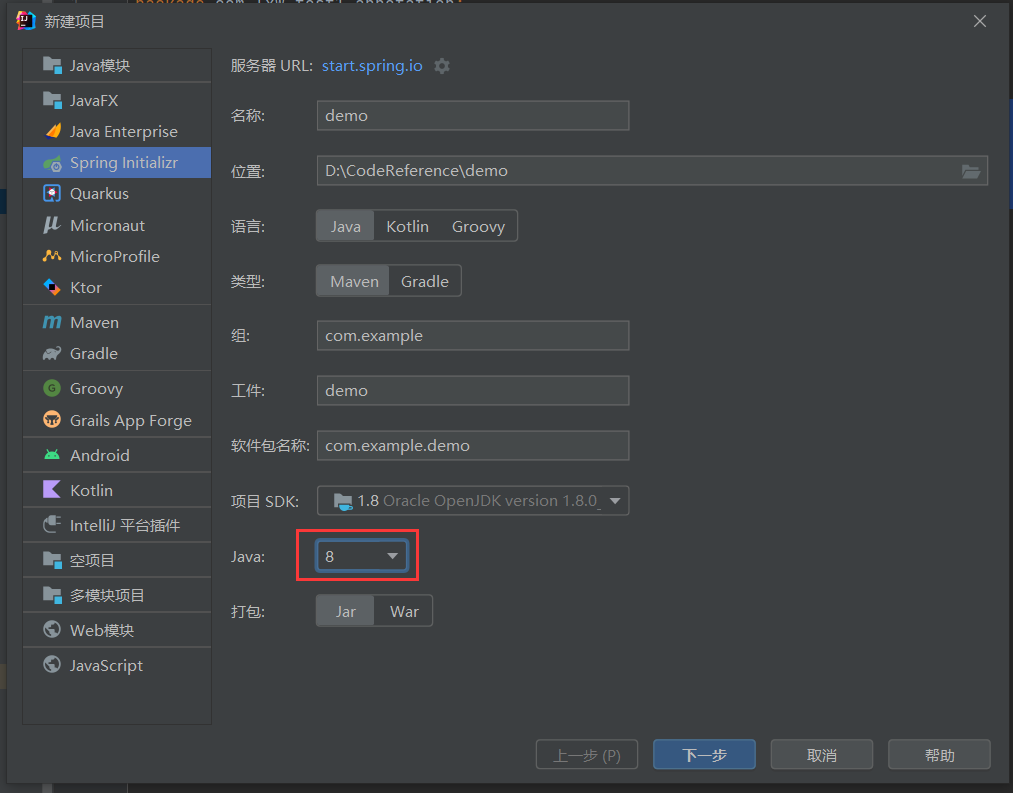 新建项目
Java模块
JavaFX
Java Enterprise
Spring Initializr
Quarkus
Micronaut
MicroProfile
Ktor
Maven
Gradle
Groovy
Grails App Forge
Android
Kotlin
IntelliJ 平台插件
空项目
多模块项目
Web模块
JavaScript
服务器 URL: start.spring.io
名称: demo
位置: D:\CodeReference\demo
语言: Java Kotlin Groovy
类型: Maven Gradle
组: com.example
工件: demo
软件包名称: com.example.demo
项目 SDK: 1.8 Oracle OpenJDK version 1.8.0_
Java: 8
打包: Jar War
上一步 (P) 下一步 取消 帮助